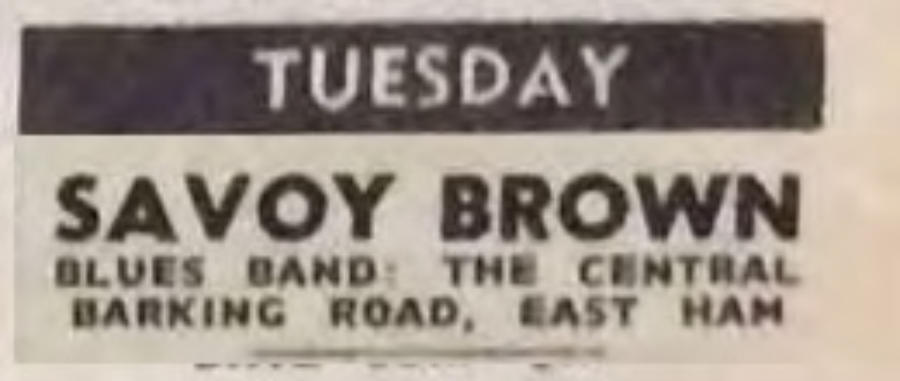 TUESDAY
SAVOY BROWN
BLUES BAND: THE CENTRAL
BARKING ROAD, EAST HAM